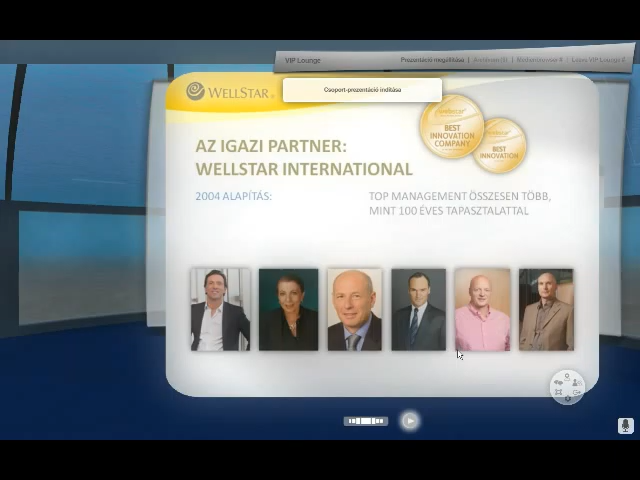 VIP Lounge
Prezentáció megállítása
Csoport-prezentáció indítása
WELLSTAR
BEST
INNOVATION
COMPANY
BEST
INNOVATION
AZ IGAZI PARTNER:
WELLSTAR INTERNATIONAL
2004 ALAPÍTÁS:
TOP MANAGEMENT ÖSSZESEN TÖBB,
MINT 100 ÉVES TAPASZTALATTAL